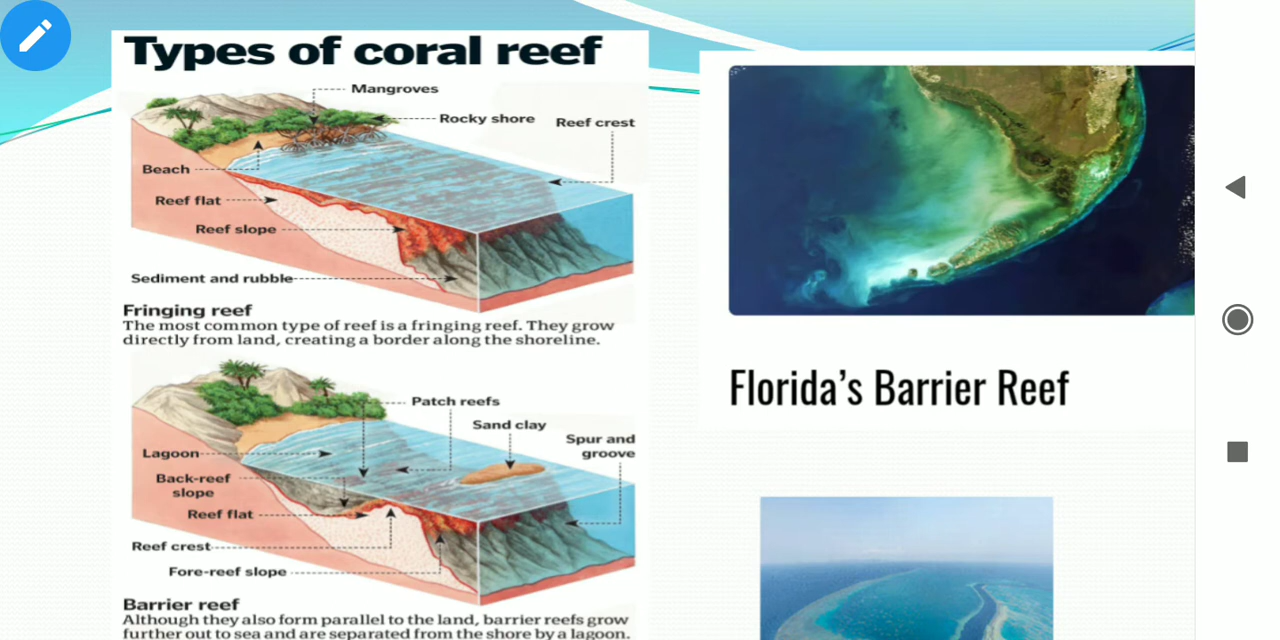 Types of coral reef
Mangroves
Rocky shore
Reef crest
Beach
Reef flat
Reef slope
Sediment and rubble
Fringing reef
The most common type of reef is a fringing reef. They grow
directly from land, creating a border along the shoreline.
Patch reefs
Sand clay
Spur and
groove
Lagoon
Back-reef
slope
Reef flat
Reef crest
Fore-reef slope
Barrier reef
Although they also form parallel to the land, barrier reefs grow
further out to sea and are separated from the shore by a lagoon.
Florida's Barrier Reef